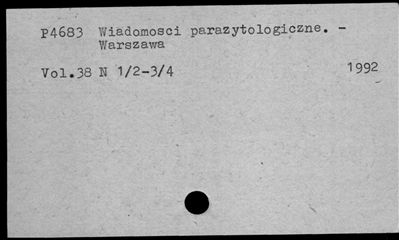 P4683 Wiadomosci parazytologiczne. -
Warszawa
Vol.38 N 1/2-3/4 1992